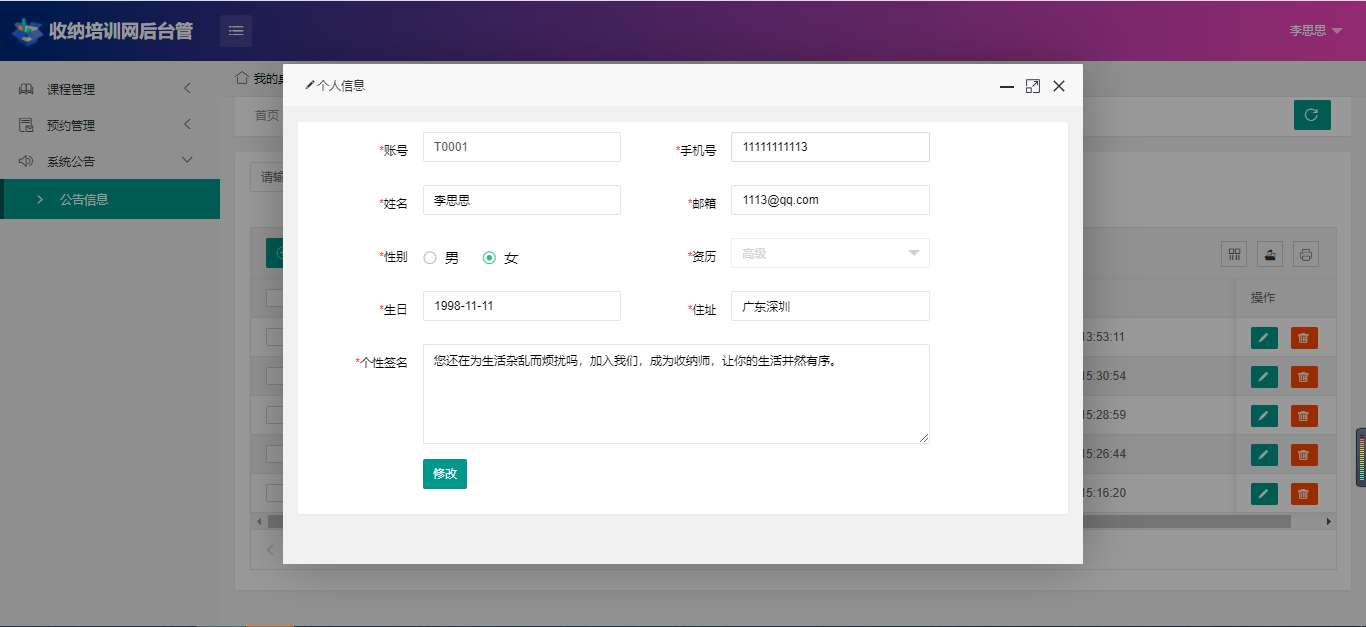 收纳培训网后台管
李思思
课程管理
预约管理
系统公告
公告信息
我的
首页
请输
个人信息
*账号 T0001
*手机号 11111111113
*姓名 李思思
*邮箱 1113@qq.com
*性别 男 女
*资历 高级
*生日 1998-11-11
*住址 广东深圳
*个性签名 您还在为生活杂乱而烦扰吗，加入我们，成为收纳师，让你的生活井然有序。
修改
操作
13:53:11
15:30:54
15:28:59
15:26:44
15:16:20